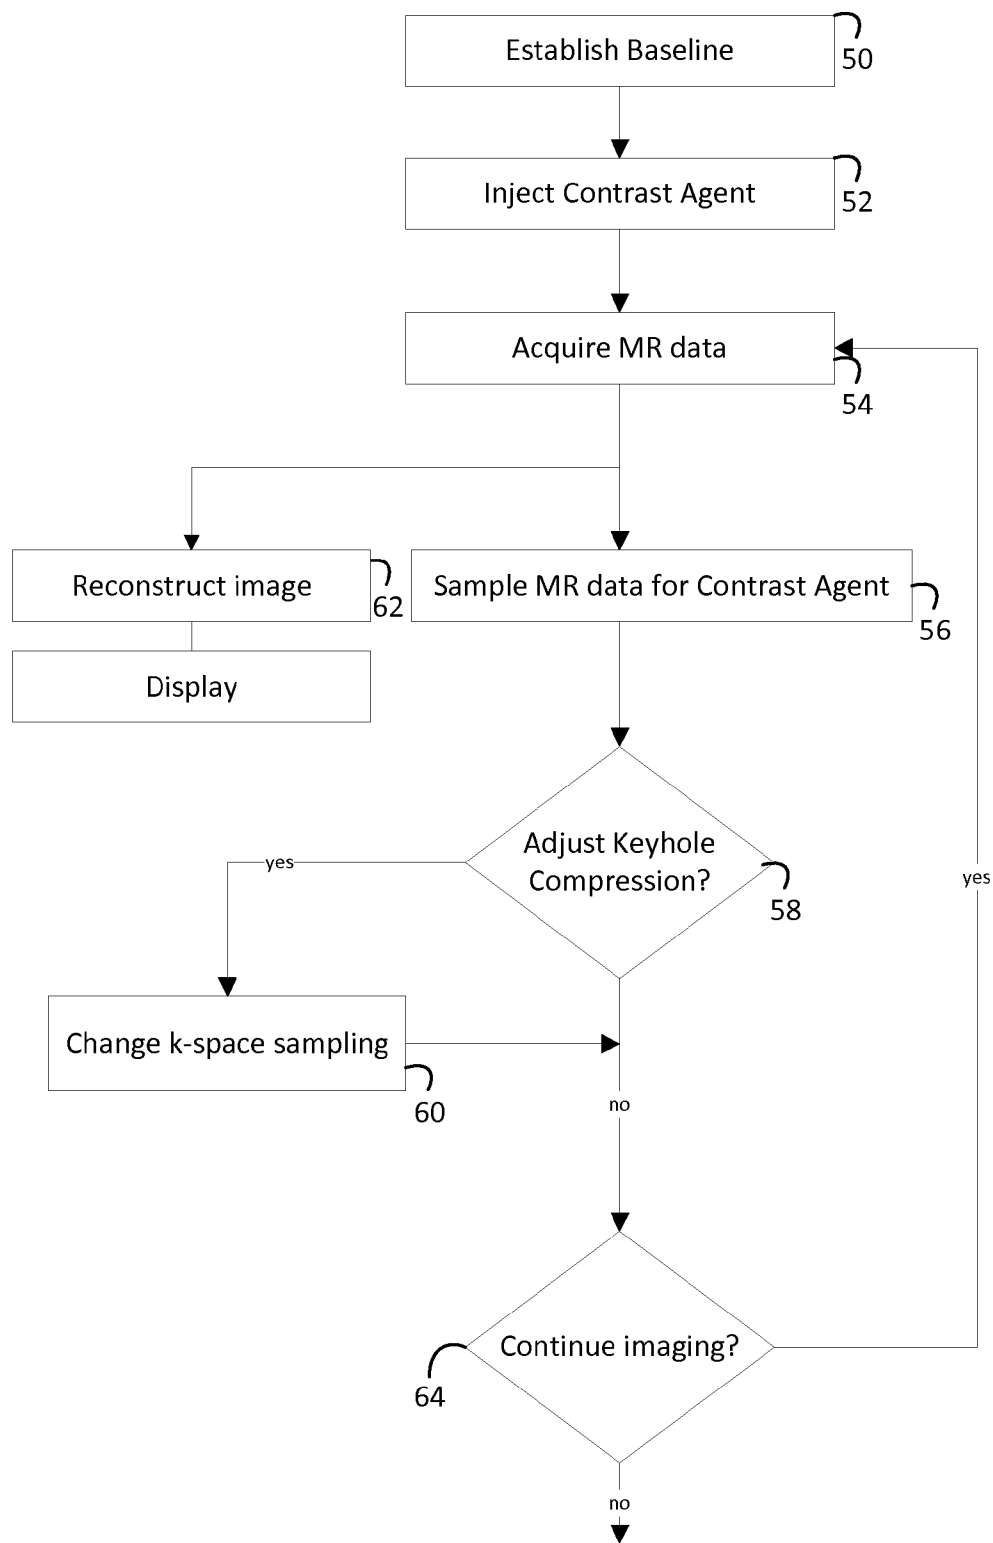 Establish Baseline
50
Inject Contrast Agent
52
Acquire MR data
54
Reconstruct image
62
Sample MR data for Contrast Agent
56
Display
Adjust Keyhole
Compression?
58
yes
yes
Change k-space sampling
60
no
Continue imaging?
64
no